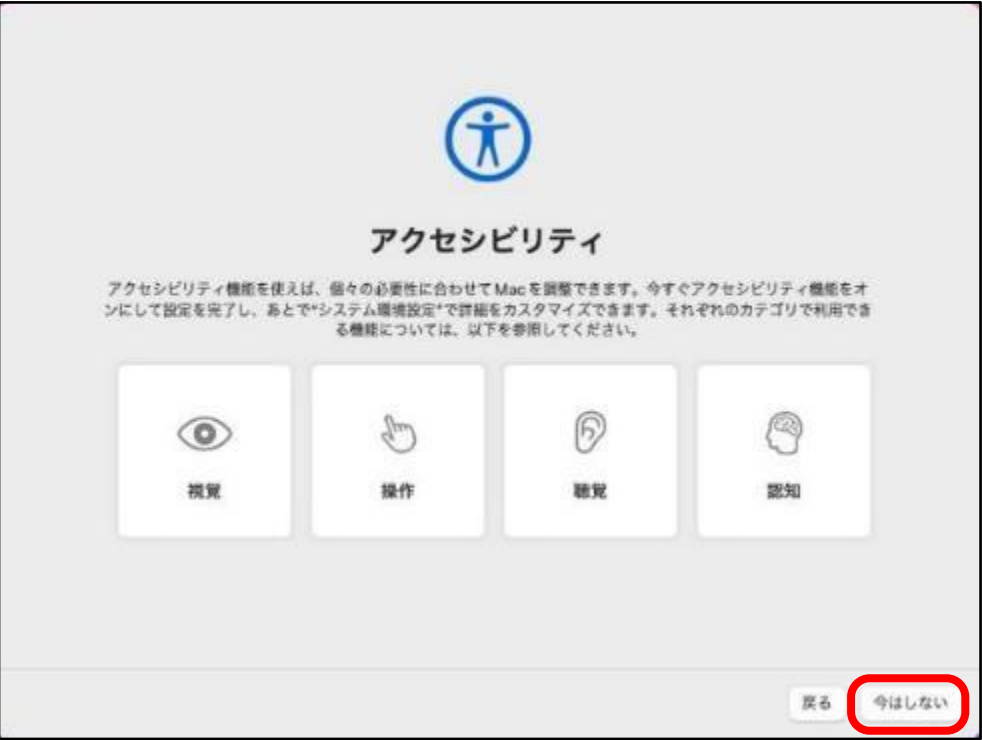 アクセシビリティ
アクセシビリティ機能を使えば、個々の必要性に合わせてMacを調整できます。今すぐアクセシビリティ機能をオ
ンにして設定を完了し、あとで“システム環境設定”で詳細をカスタマイズできます。それぞれのカテゴリで利用でき
る機能については、以下を参照してください。
視覚
操作
聴覚
認知
戻る
今はしない